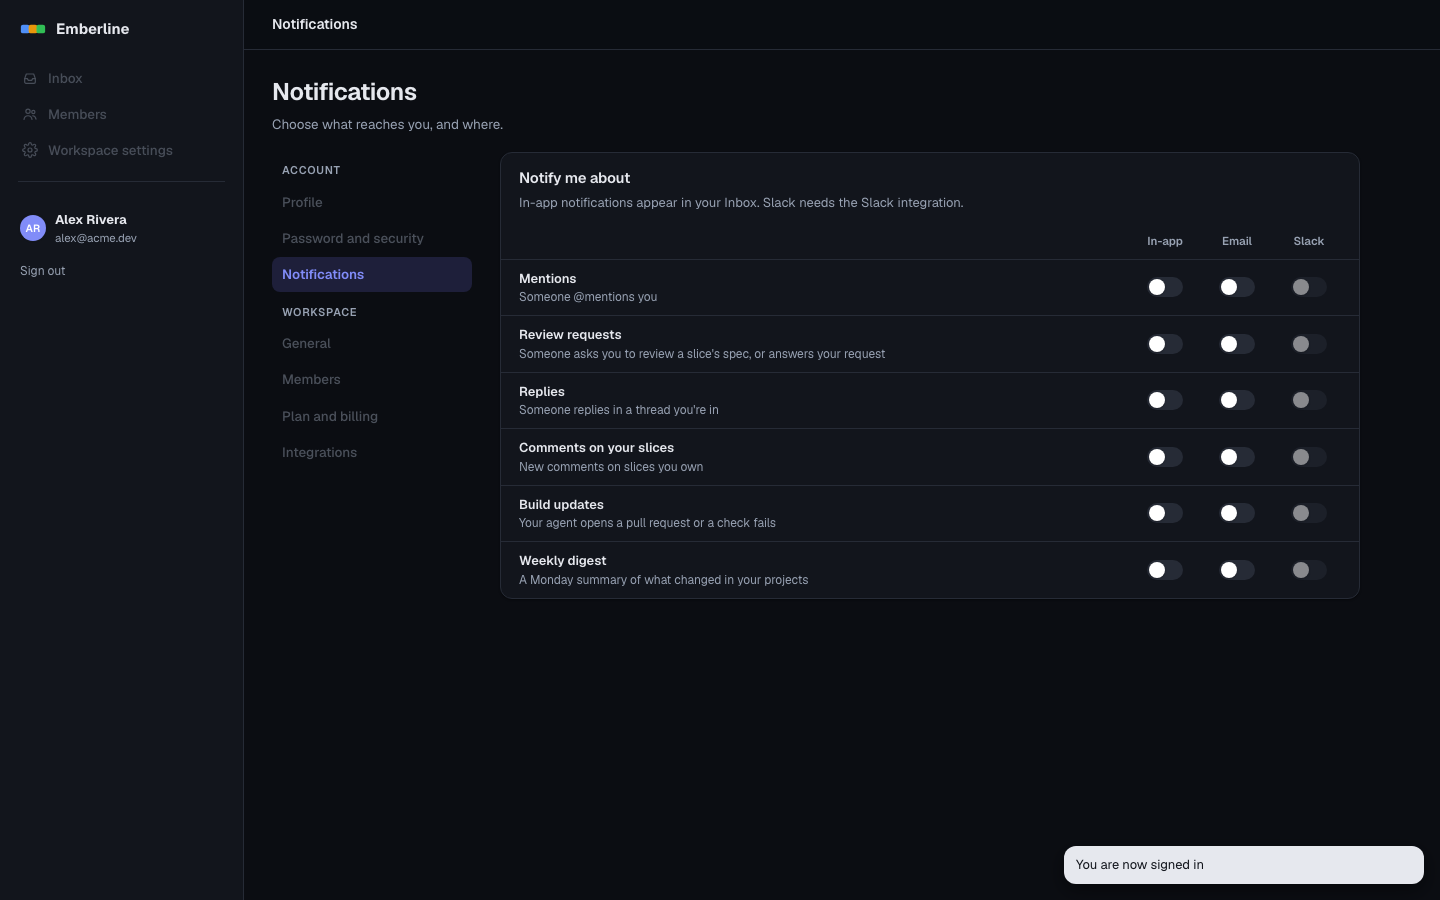 Emberline
Inbox
Members
Workspace settings
AR
Alex Rivera
alex@acme.dev
Sign out
Notifications
Notifications
Choose what reaches you, and where.
ACCOUNT
Profile
Password and security
Notifications
WORKSPACE
General
Members
Plan and billing
Integrations
Notify me about
In-app notifications appear in your Inbox. Slack needs the Slack integration.
In-app Email Slack
Mentions
Someone @mentions you
Review requests
Someone asks you to review a slice's spec, or answers your request
Replies
Someone replies in a thread you're in
Comments on your slices
New comments on slices you own
Build updates
Your agent opens a pull request or a check fails
Weekly digest
A Monday summary of what changed in your projects
You are now signed in